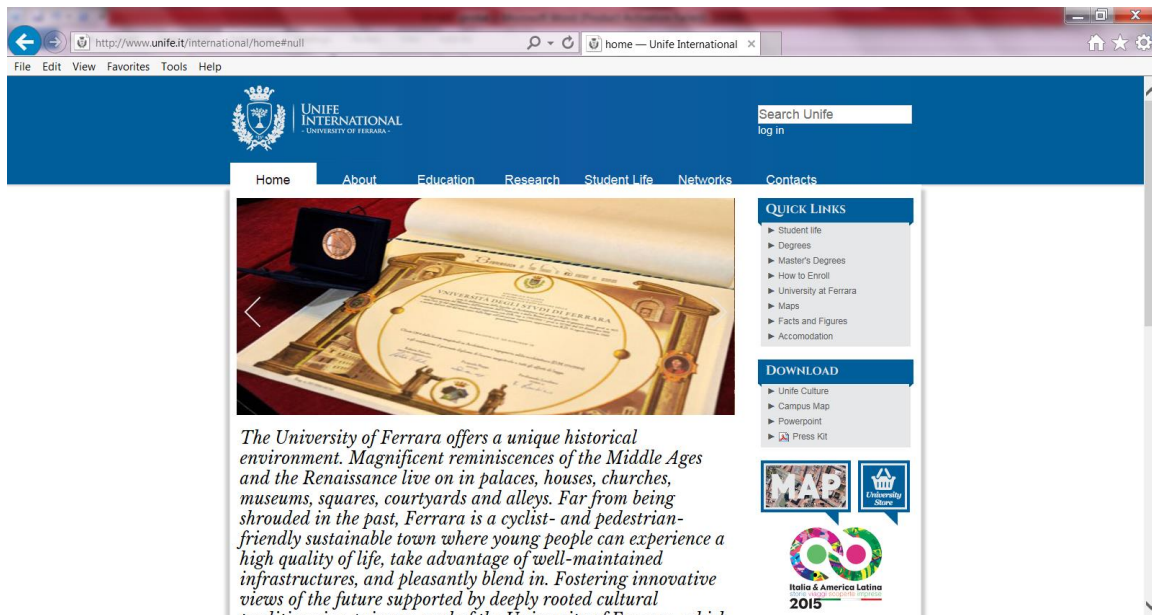 http://www.unife.it/international/home#null
home — Unife International
File Edit View Favorites Tools Help
UNIFE
INTERNATIONAL
- UNIVERSITY OF FERRARA -
Search Unife
log in
Home About Education Research Student Life Networks Contacts
UNIVERSITÀ DEGLI STUDI DI FERRARA
The University of Ferrara offers a unique historical
environment. Magnificent reminiscences of the Middle Ages
and the Renaissance live on in palaces, houses, churches,
museums, squares, courtyards and alleys. Far from being
shrouded in the past, Ferrara is a cyclist- and pedestrian-
friendly sustainable town where young people can experience a
high quality of life, take advantage of well-maintained
infrastructures, and pleasantly blend in. Fostering innovative
views of the future supported by deeply rooted cultural
QUICK LINKS
Student life
Degrees
Master's Degrees
How to Enroll
University at Ferrara
Maps
Facts and Figures
Accomodation
DOWNLOAD
Unife Culture
Campus Map
Powerpoint
Press Kit
MAP
University
Store
Italia & America Latina
storie viaggi scoperte imprese
2015